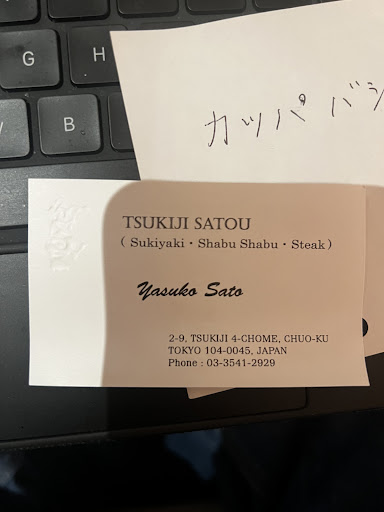 G
H
B
カッパ バシ
TSUKIJI SATOU
( Sukiyaki・Shabu Shabu・Steak )
Yasuko Sato
2-9, TSUKIJI 4-CHOME, CHUO-KU
TOKYO 104-0045, JAPAN
Phone : 03-3541-2929